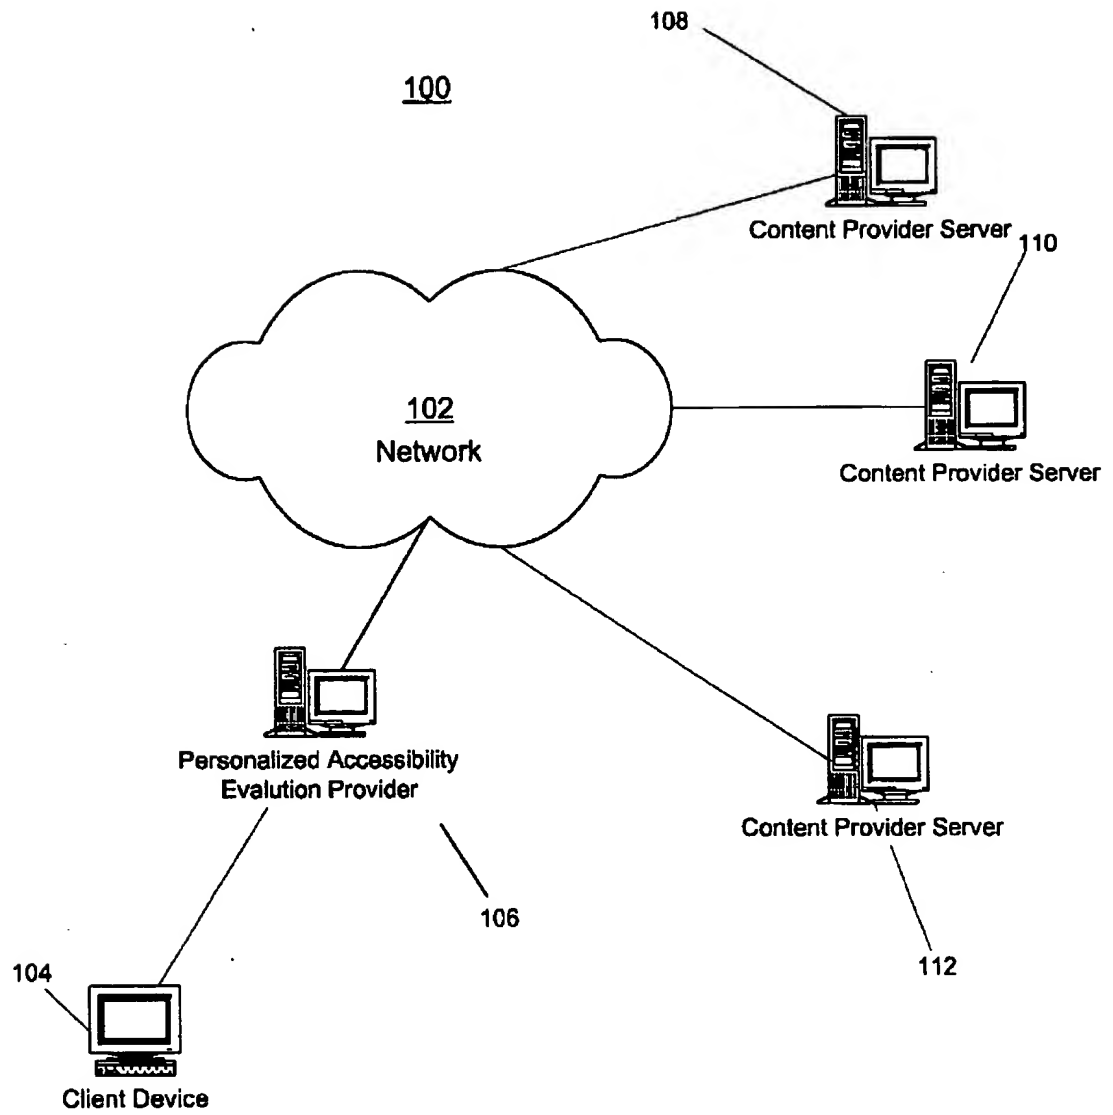 108
100
Content Provider Server
110
102
Network
Content Provider Server
Personalized Accessibility
Evalution Provider
Content Provider Server
106
104
112
Client Device